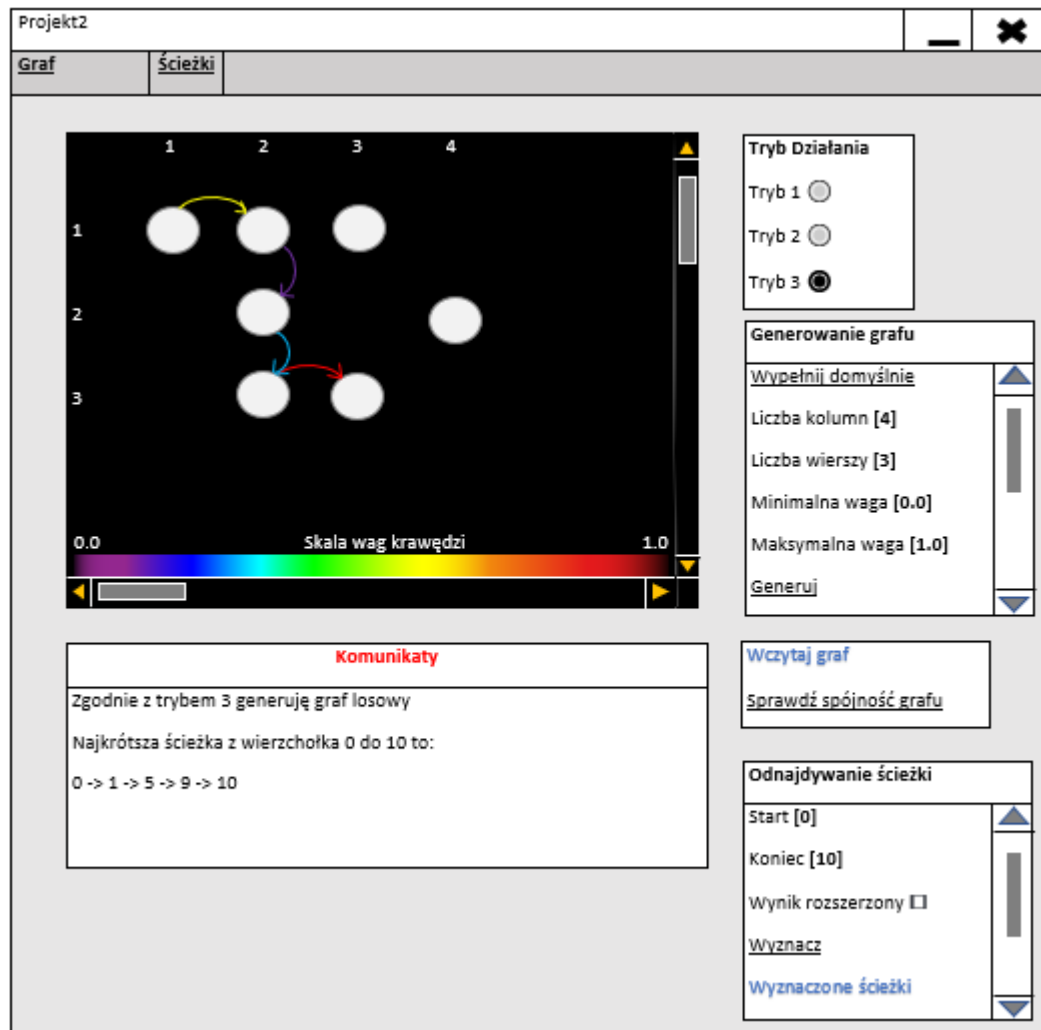 Projekt2
Graf
Ścieżki
1 2 3 4
1
2
3
0.0 Skala wag krawędzi 1.0
Tryb Działania
Tryb 1
Tryb 2
Tryb 3
Generowanie grafu
Wypełnij domyślnie
Liczba kolumn [4]
Liczba wierszy [3]
Minimalna waga [0.0]
Maksymalna waga [1.0]
Generuj
Komunikaty
Zgodnie z trybem 3 generuję graf losowy
Najkrótsza ścieżka z wierzchołka 0 do 10 to:
0 -> 1 -> 5 -> 9 -> 10
Wczytaj graf
Sprawdź spójność grafu
Odnajdywanie ścieżki
Start [0]
Koniec [10]
Wynik rozszerzony
Wyznacz
Wyznaczone ścieżki